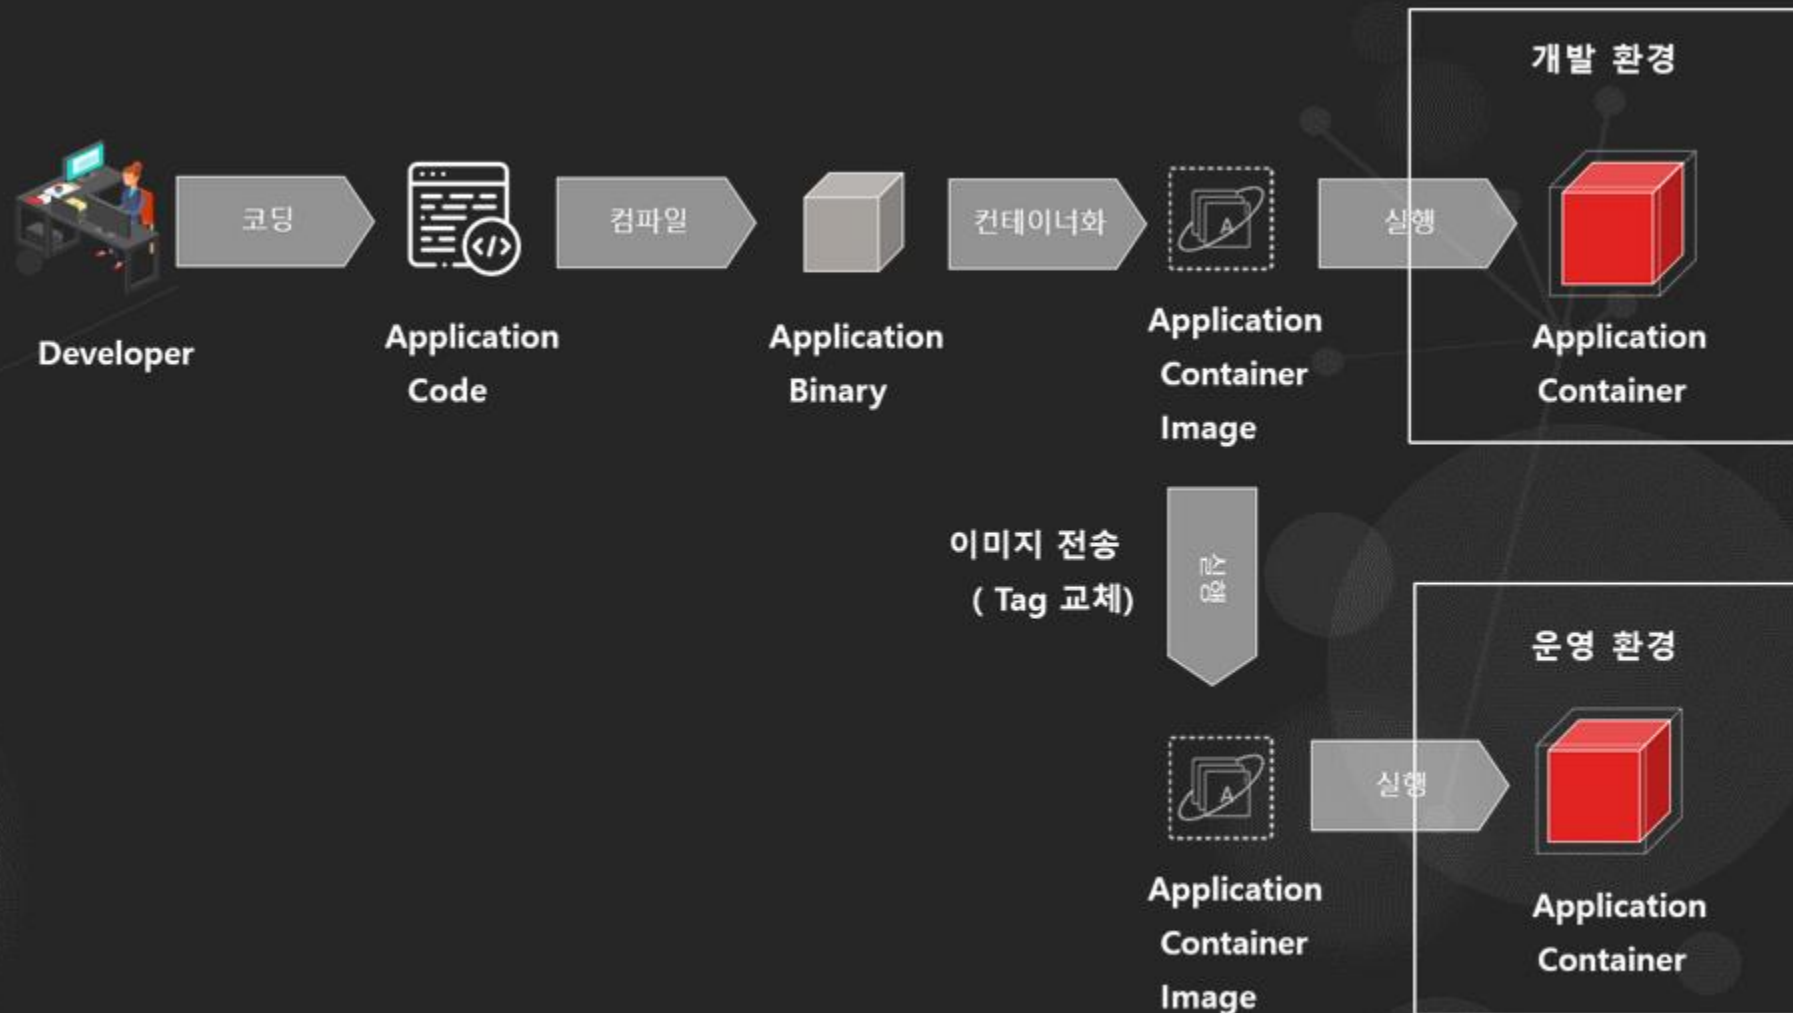 개발 환경
코딩
컴파일
컨테이너화
실행
Developer
Application
Code
Application
Binary
Application
Container
Image
Application
Container
이미지 전송
( Tag 교체)
실행
운영 환경
A
A
실행
Application
Container
Image
Application
Container